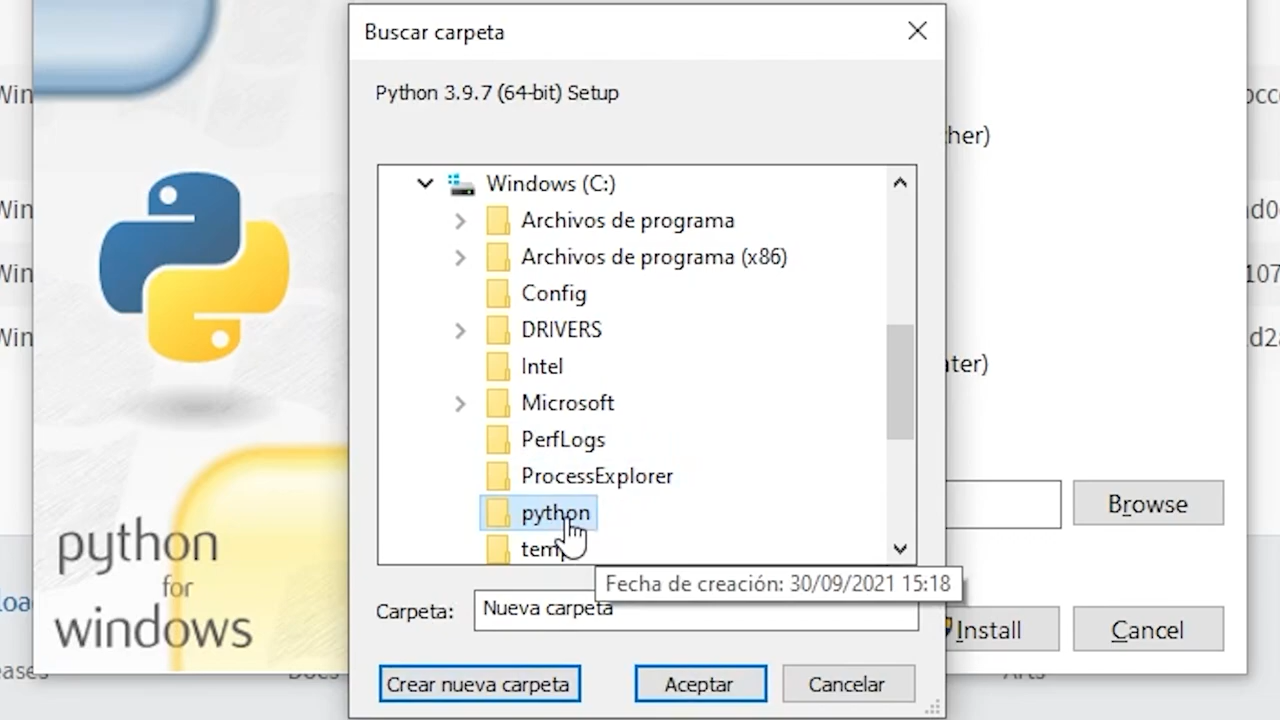 Buscar carpeta
Python 3.9.7 (64-bit) Setup
Windows (C:)
Archivos de programa
Archivos de programa (x86)
Config
DRIVERS
Intel
Microsoft
PerfLogs
ProcessExplorer
python
Fecha de creación: 30/09/2021 15:18
Carpeta: Nueva carpeta
Crear nueva carpeta Aceptar Cancelar
python
for
windows
Browse
Install Cancel